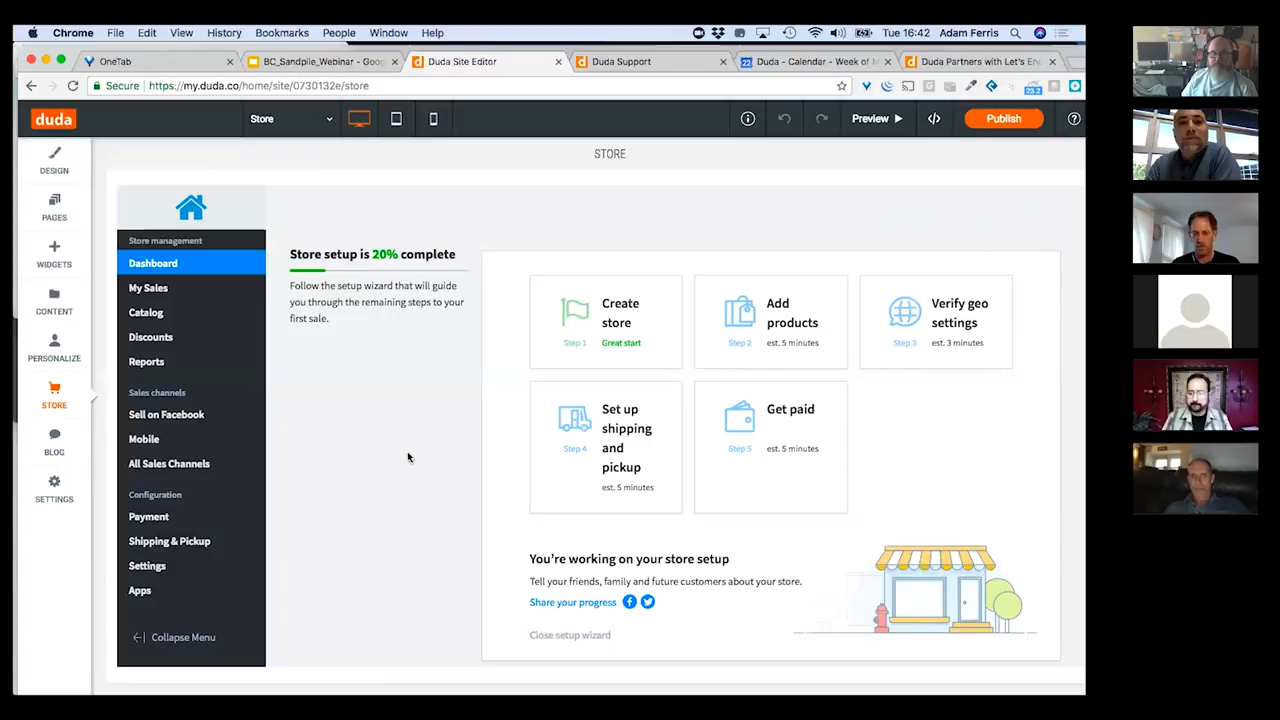 Chrome File Edit View History Bookmarks People Window Help Tue 16:42 Adam Ferris
OneTab BC_Sandpile_Webinar - Goog Duda Site Editor Duda Support Duda - Calendar - Week of M Duda Partners with Let's Enc
Secure https://my.duda.co/home/site/0730132e/store 23.2
duda Store Preview Publish
STORE
DESIGN
PAGES
WIDGETS
CONTENT
PERSONALIZE
STORE
BLOG
SETTINGS
Store management
Dashboard
My Sales
Catalog
Discounts
Reports
Sales channels
Sell on Facebook
Mobile
All Sales Channels
Configuration
Payment
Shipping & Pickup
Settings
Apps
Collapse Menu
Store setup is 20% complete
Follow the setup wizard that will guide
you through the remaining steps to your
first sale.
Create
store
Step 1 Great start
Add
products
Step 2 est. 5 minutes
Verify geo
settings
Step 3 est. 3 minutes
Set up
shipping
and
pickup
Step 4
est. 5 minutes
Get paid
Step 5 est. 5 minutes
You're working on your store setup
Tell your friends, family and future customers about your store.
Share your progress
Close setup wizard